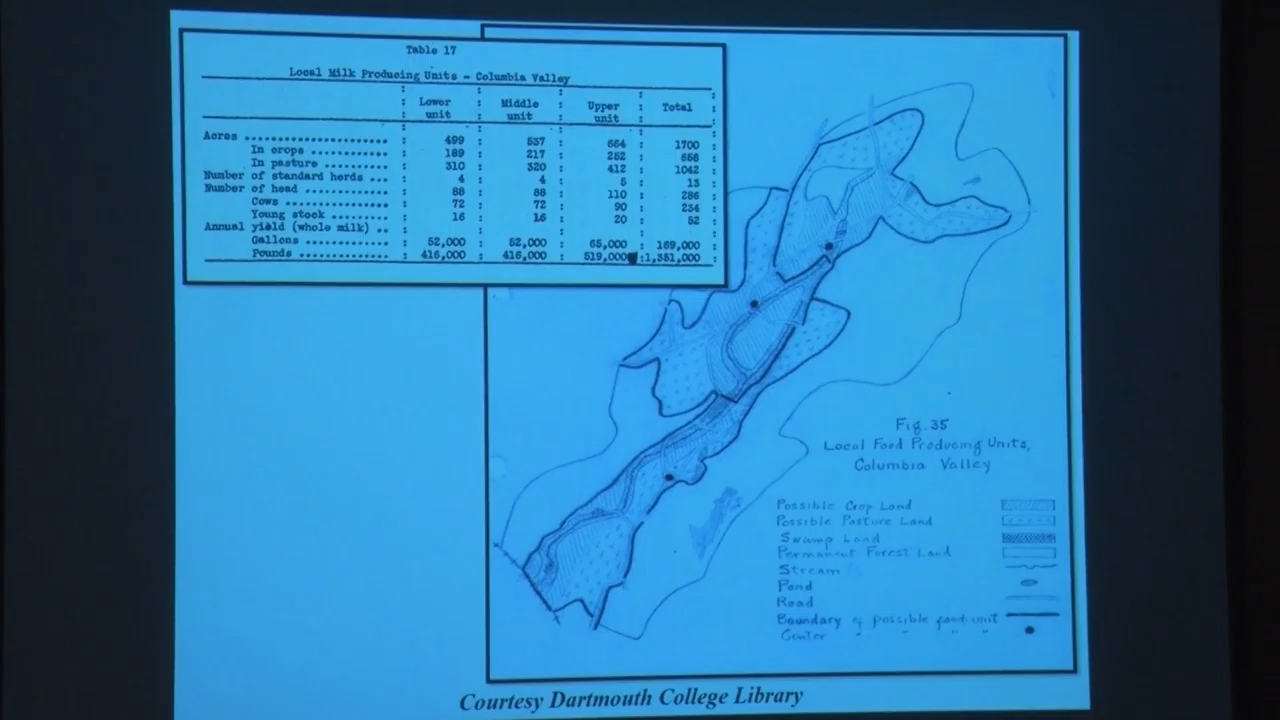 Table 17
Local Milk Producing Units - Columbia Valley
Lower unit : Middle unit : Upper unit : Total
Acres .................... : 499 : 537 : 664 : 1700
In crops ............... : 189 : 217 : 252 : 658
In pasture ............. : 310 : 320 : 412 : 1042
Number of standard herds ... : 4 : 4 : 5 : 13
Number of head ............ : 88 : 88 : 110 : 286
Cows ................... : 72 : 72 : 90 : 234
Young stock ............ : 16 : 16 : 20 : 52
Annual yield (whole milk) ..
Gallons ................ : 52,000 : 52,000 : 65,000 : 169,000
Pounds ................. : 416,000 : 416,000 : 519,000 : 1,351,000
Fig. 35
Local Food Producing Units,
Columbia Valley
Possible Crop Land
Possible Pasture Land
Swamp Land
Permanent Forest Land
Stream
Pond
Road
Boundary of possible food unit
Center " " " "
Courtesy Dartmouth College Library